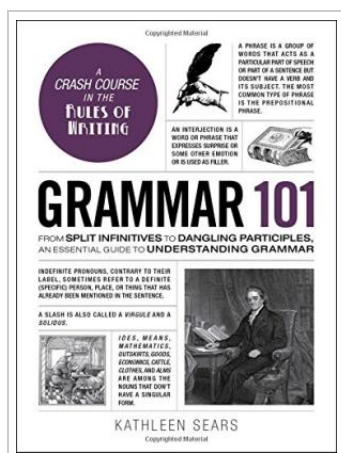 Copyrighted Material
A
CRASH COURSE
IN THE
RULES OF
WRITING
A PHRASE IS A GROUP OF
WORDS THAT ACTS AS A
PARTICULAR PART OF SPEECH
OR PART OF A SENTENCE BUT
DOESN'T HAVE A VERB AND
ITS SUBJECT. THE MOST
COMMON TYPE OF PHRASE
IS THE PREPOSITIONAL
PHRASE.
AN INTERJECTION IS A
WORD OR PHRASE THAT
EXPRESSES SURPRISE OR
SOME OTHER EMOTION
OR IS USED AS FILLER.
GRAMMAR 101
FROM SPLIT INFINITIVES TO DANGLING PARTICIPLES,
AN ESSENTIAL GUIDE TO UNDERSTANDING GRAMMAR
INDEFINITE PRONOUNS, CONTRARY TO THEIR
LABEL, SOMETIMES REFER TO A DEFINITE
(SPECIFIC) PERSON, PLACE, OR THING THAT HAS
ALREADY BEEN MENTIONED IN THE SENTENCE.
A SLASH IS ALSO CALLED A VIRGULE AND A
SOLIDUS.
IDES, MEANS,
MATHEMATICS,
OUTSKIRTS, GOODS,
ECONOMICS, CATTLE,
CLOTHES, AND ALMS
ARE AMONG THE
NOUNS THAT DON'T
HAVE A SINGULAR
FORM.
KATHLEEN SEARS
Copyrighted Material